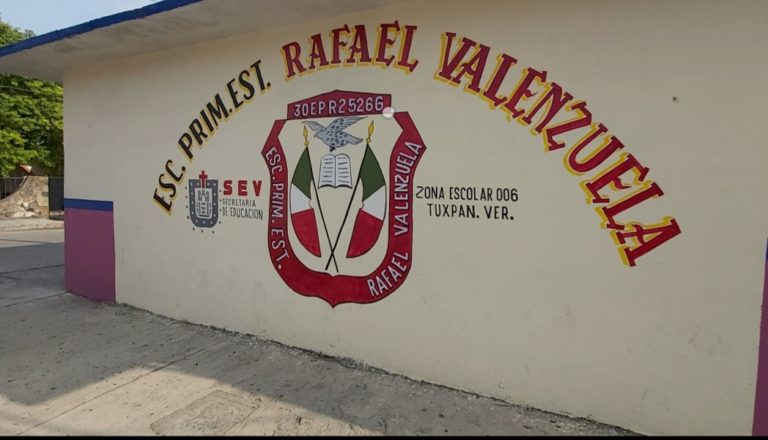 ESC. PRIM. EST. RAFAEL VALENZUELA
30EPR2526G
ESC. PRIM. EST.
RAFAEL VALENZUELA
SEV
SECRETARIA
DE EDUCACIÓN
ZONA ESCOLAR 006
TUXPAN. VER.